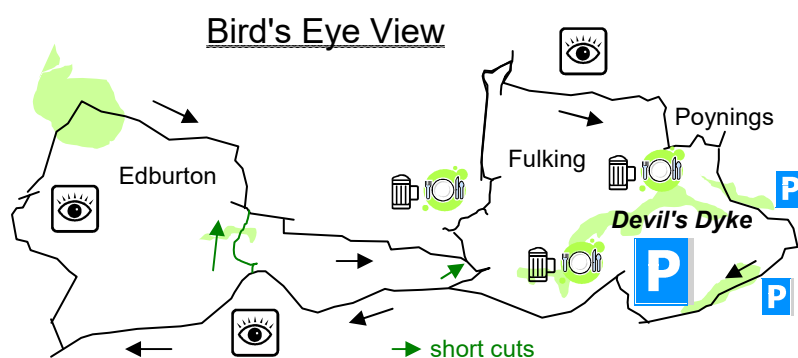 Bird's Eye View
Poynings
Fulking
Edburton
P
Devil's Dyke
P
P
short cuts